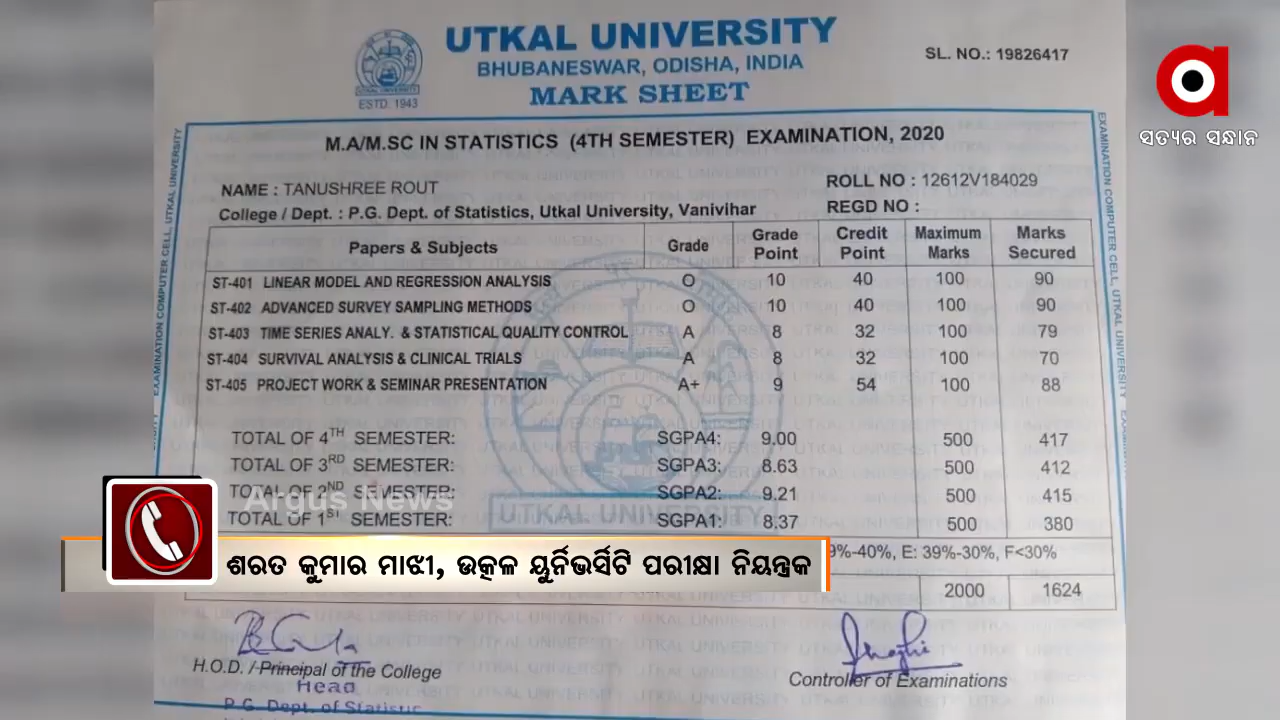 UTKAL UNIVERSITY
BHUBANESWAR, ODISHA, INDIA
MARK SHEET
ESTD. 1943
SL. NO.: 19826417
ସତ୍ୟର ସନ୍ଧାନ
M.A/M.SC IN STATISTICS (4TH SEMESTER) EXAMINATION, 2020
NAME : TANUSHREE ROUT
ROLL NO : 12612V184029
College / Dept. : P.G. Dept. of Statistics, Utkal University, Vanivihar
REGD NO :
Papers & Subjects Grade Grade Point Credit Point Maximum Marks Marks Secured
ST-401 LINEAR MODEL AND REGRESSION ANALYSIS O 10 40 100 90
ST-402 ADVANCED SURVEY SAMPLING METHODS O 10 40 100 90
ST-403 TIME SERIES ANALY. & STATISTICAL QUALITY CONTROL A 8 32 100 79
ST-404 SURVIVAL ANALYSIS & CLINICAL TRIALS A 8 32 100 70
ST-405 PROJECT WORK & SEMINAR PRESENTATION A+ 9 54 100 88
TOTAL OF 4TH SEMESTER: SGPA4: 9.00 500 417
TOTAL OF 3RD SEMESTER: SGPA3: 8.63 500 412
TOTAL OF 2ND SEMESTER: SGPA2: 9.21 500 415
TOTAL OF 1ST SEMESTER: SGPA1: 8.37 500 380
Argus News
UTKAL UNIVERSITY
9%-40%, E: 39%-30%, F<30%
ଶରତ କୁମାର ମାଝୀ, ଉତ୍କଳ ୟୁର୍ନିଭର୍ସିଟି ପରୀକ୍ଷା ନିୟନ୍ତ୍ରକ
2000 1624
H.O.D. / Principal of the College
Head
P.G. Dept. of Statistic
Controller of Examinations
EXAMINATION COMPUTER CELL, UTKAL UNIVERSITY
EXAMINATION COMPUTER CELL, UTKAL UNIVERSITY